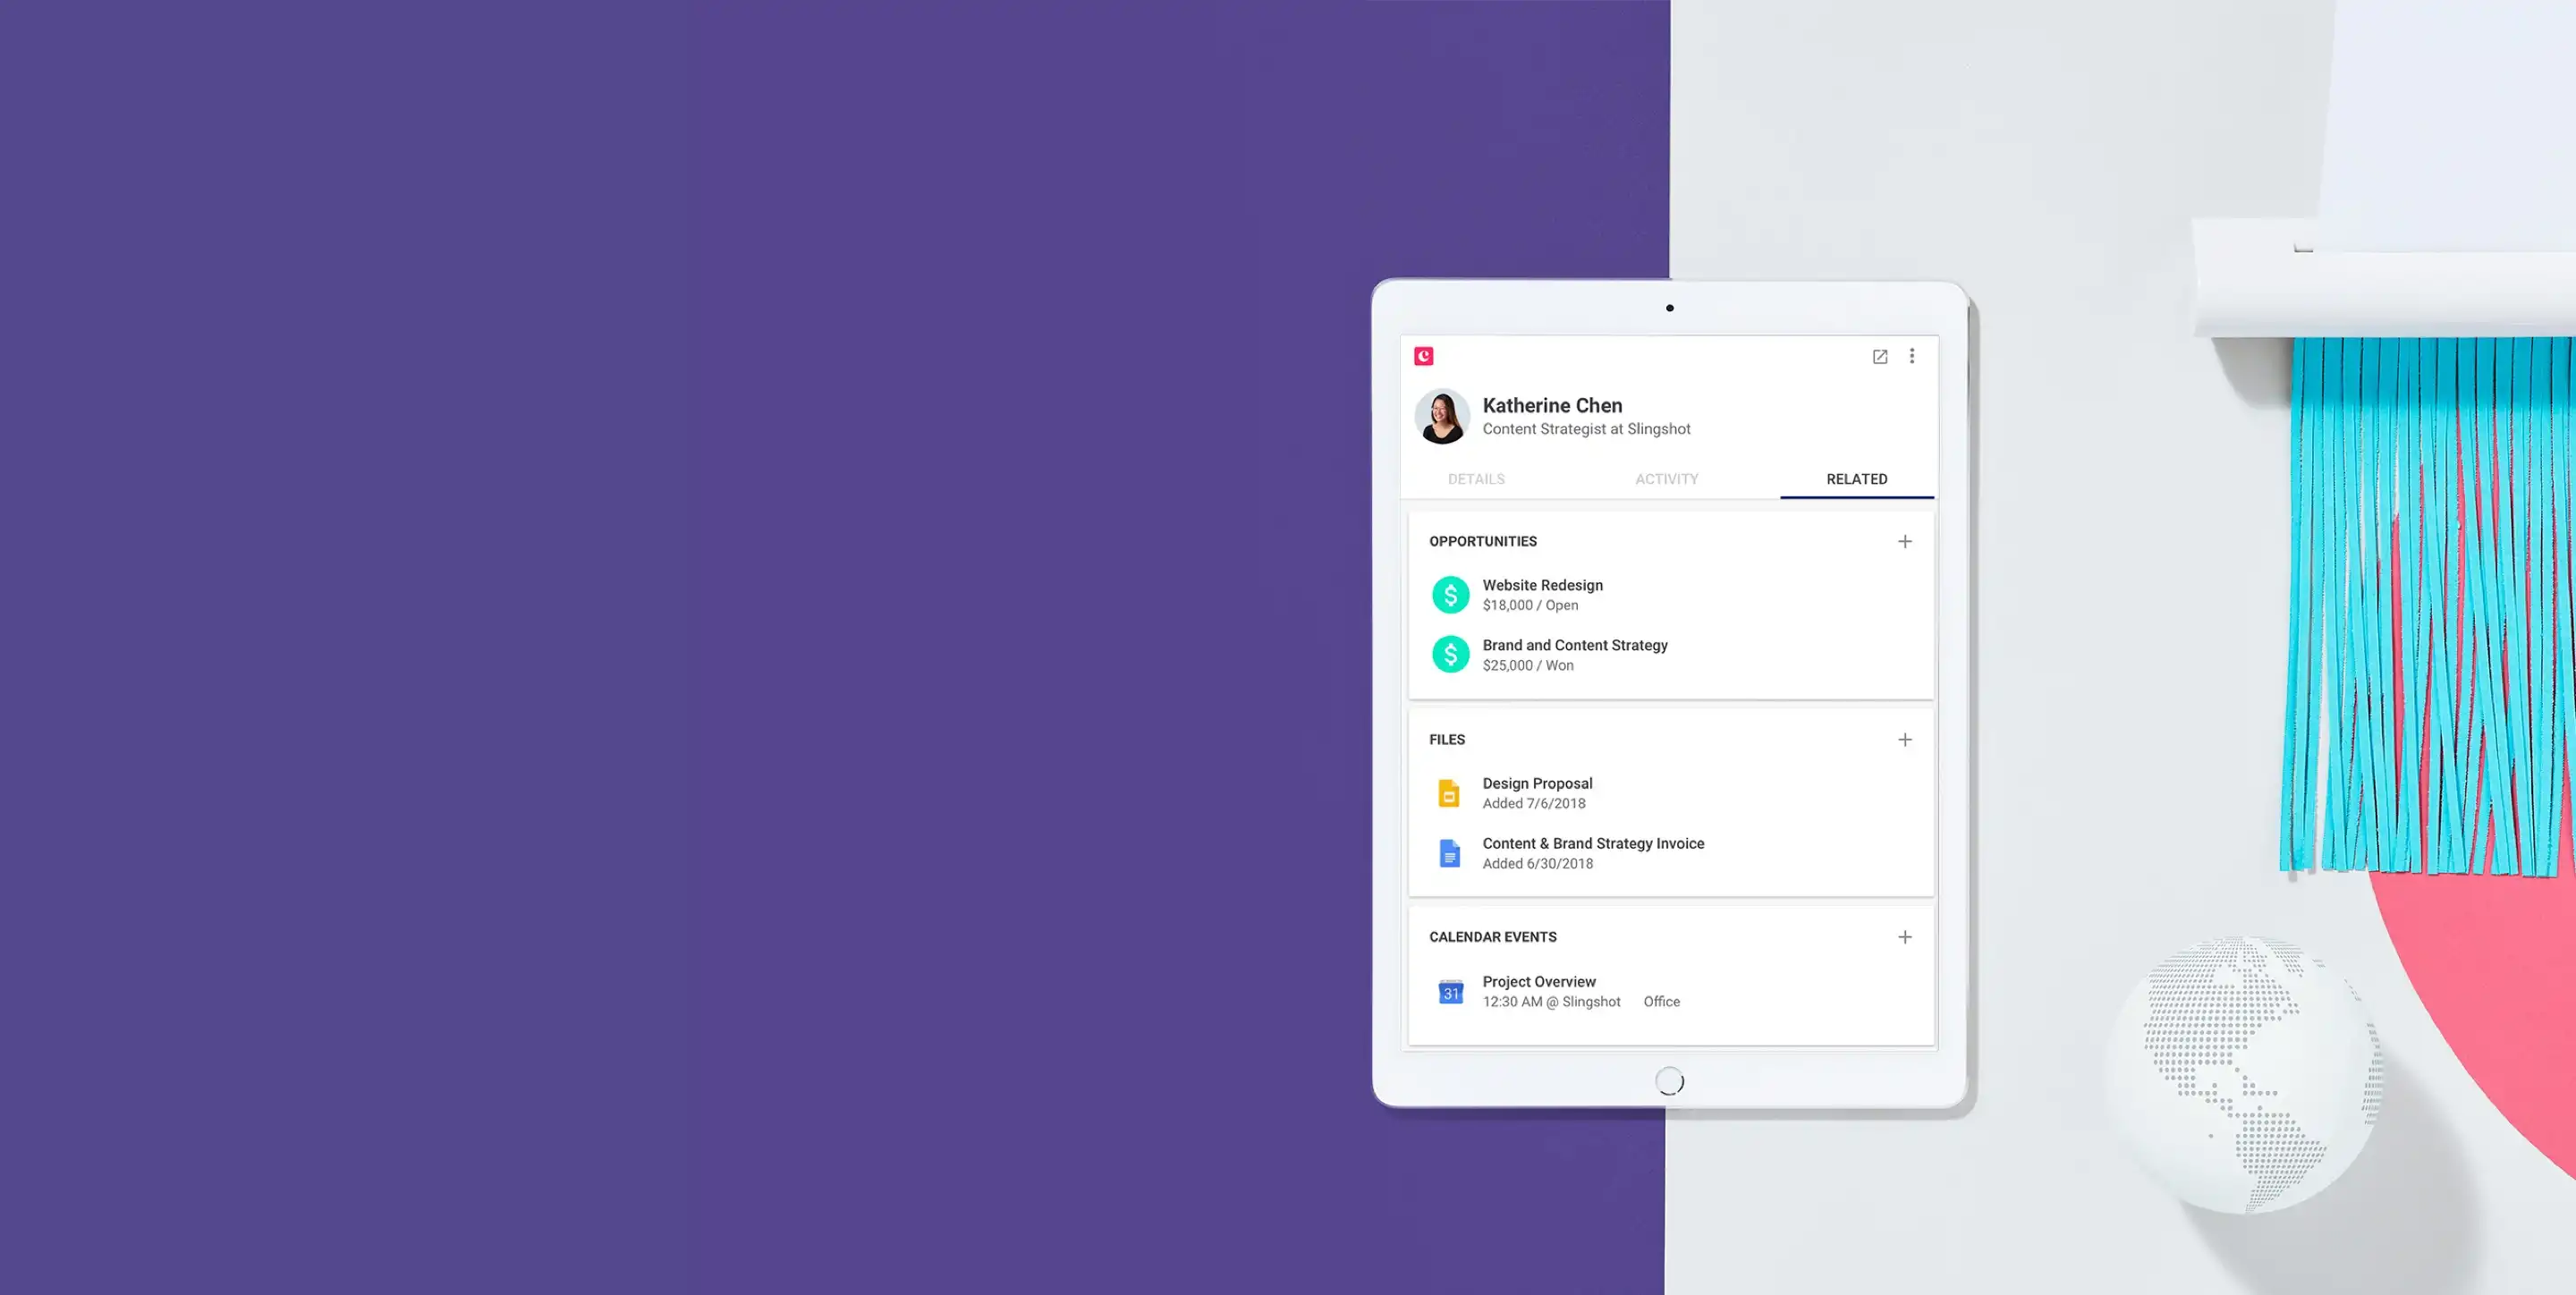 Katherine Chen
Content Strategist at Slingshot
DETAILS ACTIVITY RELATED
OPPORTUNITIES
Website Redesign
$18,000 / Open
Brand and Content Strategy
$25,000 / Won
FILES
Design Proposal
Added 7/6/2018
Content & Brand Strategy Invoice
Added 6/30/2018
CALENDAR EVENTS
31
Project Overview
12:30 AM @ Slingshot Office